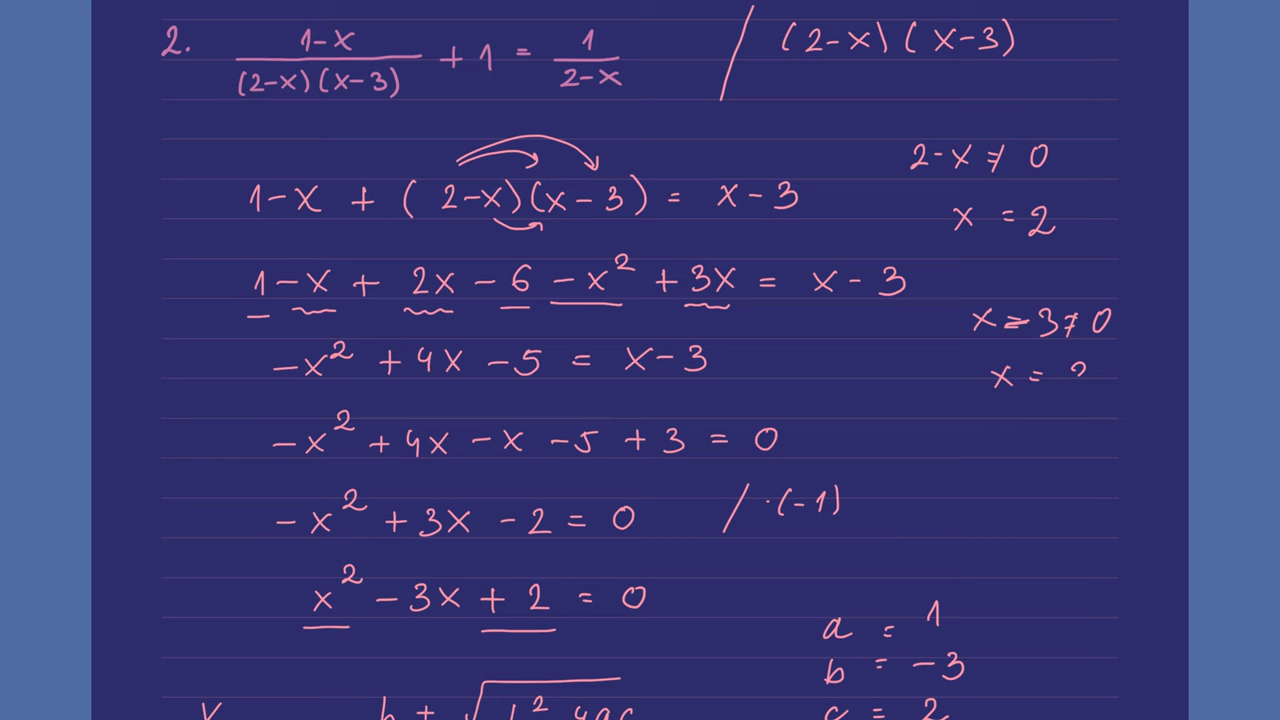 2. (1-x)/((2-x)(x-3)) + 1 = 1/(2-x) / (2-x)(x-3)
2-x ≠ 0
1-x + (2-x)(x-3) = x-3
x = 2
1-x + 2x - 6 - x² + 3x = x-3
x - 3 ≠ 0
-x² + 4x - 5 = x-3
x = ?
-x² + 4x - x - 5 + 3 = 0
-x² + 3x - 2 = 0 / ·(-1)
x² - 3x + 2 = 0
a = 1
b = -3
c = 2